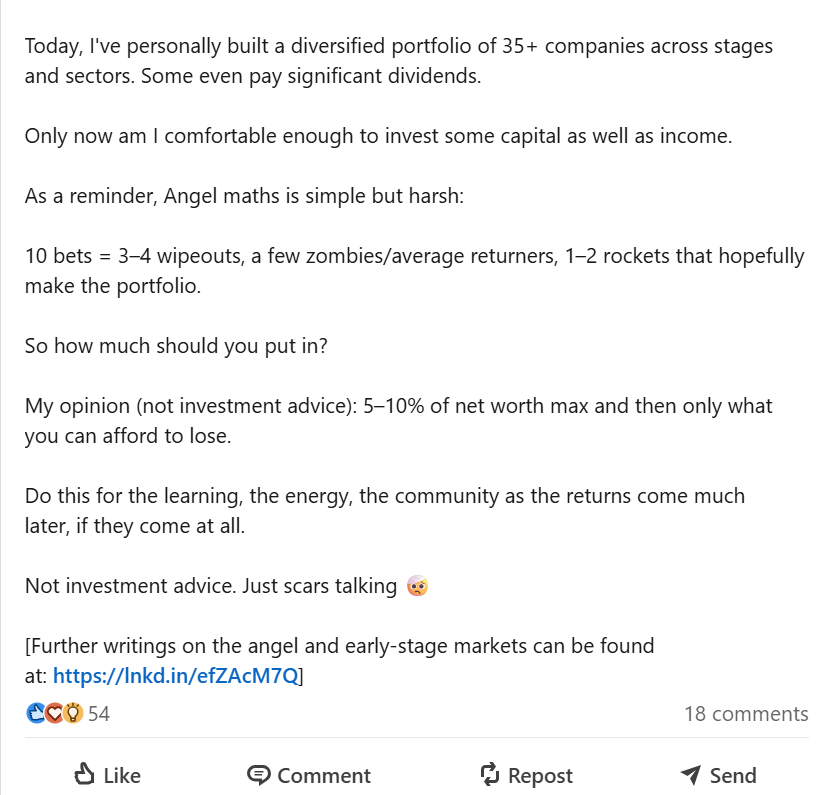 Today, I've personally built a diversified portfolio of 35+ companies across stages
and sectors. Some even pay significant dividends.
Only now am I comfortable enough to invest some capital as well as income.
As a reminder, Angel maths is simple but harsh:
10 bets = 3–4 wipeouts, a few zombies/average returners, 1–2 rockets that hopefully
make the portfolio.
So how much should you put in?
My opinion (not investment advice): 5–10% of net worth max and then only what
you can afford to lose.
Do this for the learning, the energy, the community as the returns come much
later, if they come at all.
Not investment advice. Just scars talking 🤕
[Further writings on the angel and early-stage markets can be found
at: https://lnkd.in/efZAcM7Q]
54 18 comments
Like Comment Repost Send